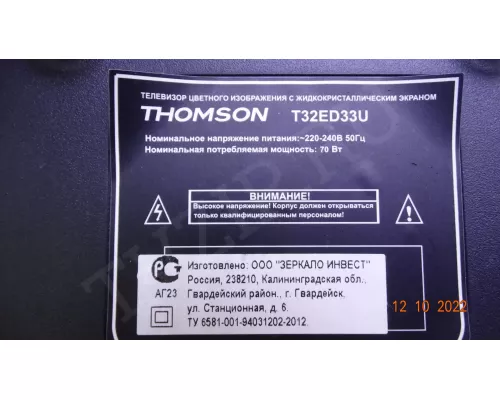 ТЕЛЕВИЗОР ЦВЕТНОГО ИЗОБРАЖЕНИЯ С ЖИДКОКРИСТАЛЛИЧЕСКИМ ЭКРАНОМ
THOMSON T32ED33U
Номинальное напряжение питания:~220-240В 50Гц
Номинальная потребляемая мощность: 70 Вт
ВНИМАНИЕ!
Высокое напряжение! Корпус должен открываться
только квалифицированным персоналом!
Изготовлено: ООО "ЗЕРКАЛО ИНВЕСТ"
Россия, 238210, Калининградская обл,
АГ23 Гвардейский район., г. Гвардейск,
ул. Станционная, д. 6.
ТУ 6581-001-94031202-2012.
12 10 2022